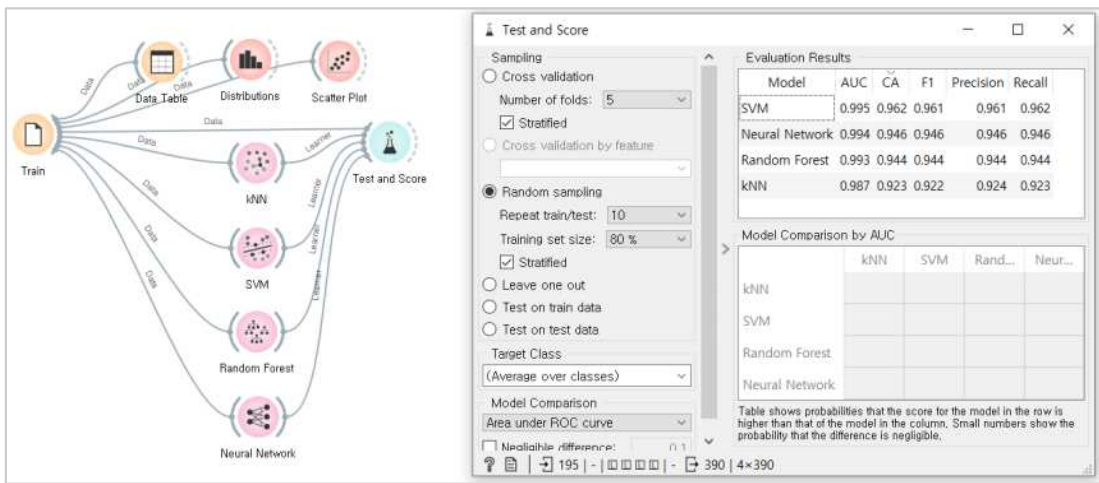 Data
Data
Data
Data Table
Distributions
Scatter Plot
Train
Data
Data
Learner
kNN
Test and Score
Data
Learner
SVM
Data
Learner
Random Forest
Data
Learner
Neural Network
Test and Score
Sampling
Cross validation
Number of folds: 5
Stratified
Cross validation by feature
Random sampling
Repeat train/test: 10
Training set size: 80 %
Stratified
Leave one out
Test on train data
Test on test data
Target Class
(Average over classes)
Model Comparison
Area under ROC curve
Negligible difference: 0.1
Evaluation Results
Model AUC CA F1 Precision Recall
SVM 0.995 0.962 0.961 0.961 0.962
Neural Network 0.994 0.946 0.946 0.946 0.946
Random Forest 0.993 0.944 0.944 0.944 0.944
kNN 0.987 0.923 0.922 0.924 0.923
Model Comparison by AUC
kNN SVM Rand... Neur...
kNN
SVM
Random Forest
Neural Network
Table shows probabilities that the score for the model in the row is
higher than that of the model in the column. Small numbers show the
probability that the difference is negligible.
? 195 | - | - 390 | 4×390